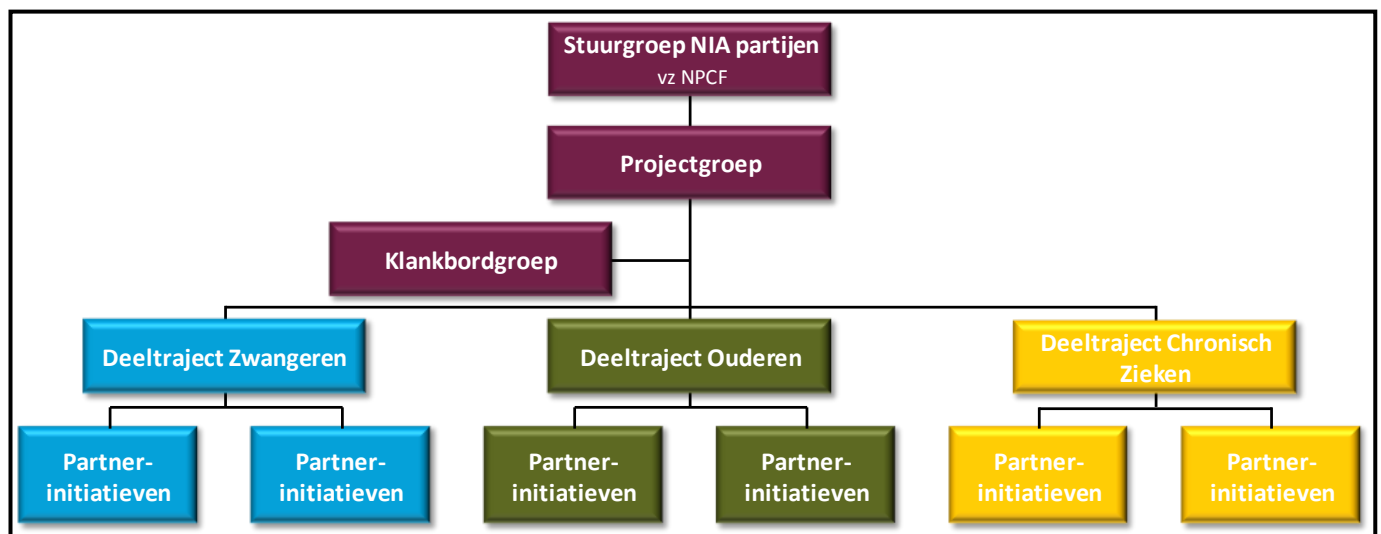 Stuurgroep NIA partijen
vz NPCF
Projectgroep
Klankbordgroep
Deeltraject Zwangeren
Deeltraject Ouderen
Deeltraject Chronisch
Zieken
Partner-
initiatieven
Partner-
initiatieven
Partner-
initiatieven
Partner-
initiatieven
Partner-
initiatieven
Partner-
initiatieven